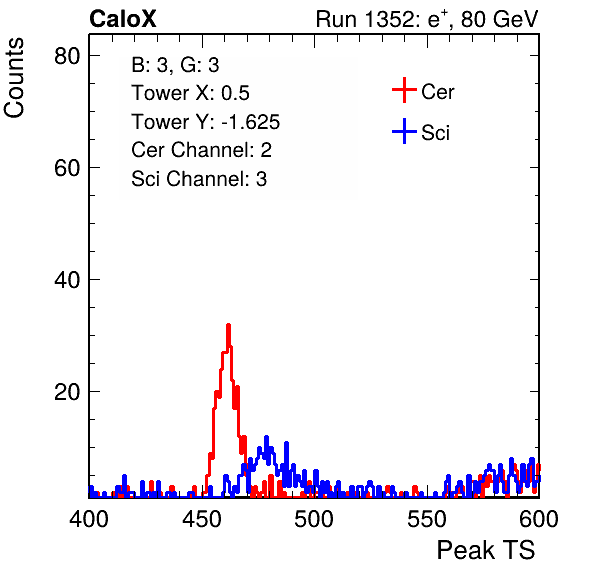 CaloX Run 1352: e⁺, 80 GeV
B: 3, G: 3
Tower X: 0.5
Tower Y: -1.625
Cer Channel: 2
Sci Channel: 3
Cer
Sci
Counts
80
60
40
20
400 450 500 550 600
Peak TS